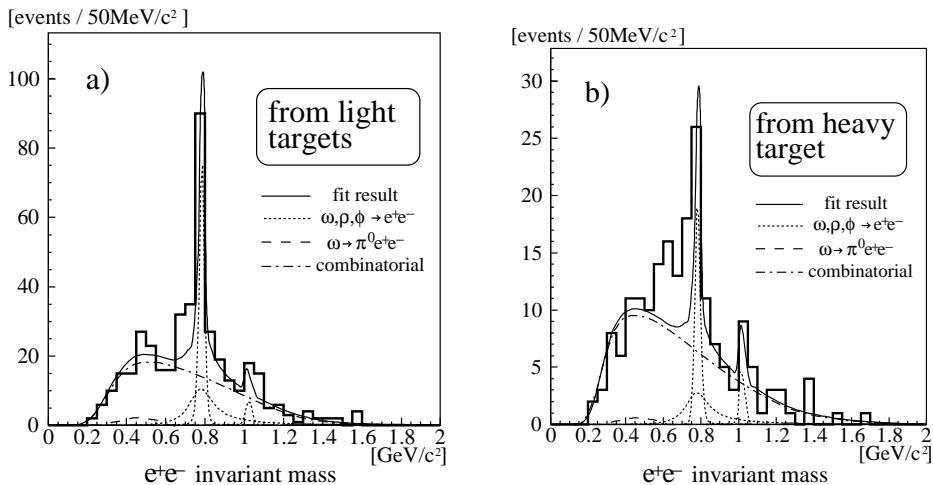 [events / 50MeV/c² ]
a)
from light
targets
fit result
ω,ρ,ϕ → e⁺e⁻
ω → π⁰e⁺e⁻
combinatorial
100
80
60
40
20
0
0 0.2 0.4 0.6 0.8 1 1.2 1.4 1.6 1.8 2
[GeV/c²]
e⁺e⁻ invariant mass
[events / 50MeV/c²]
b)
from heavy
target
fit result
ω,ρ,ϕ → e⁺e⁻
ω → π⁰e⁺e⁻
combinatorial
30
25
20
15
10
5
0
0 0.2 0.4 0.6 0.8 1 1.2 1.4 1.6 1.8 2
[GeV/c²]
e⁺e⁻ invariant mass